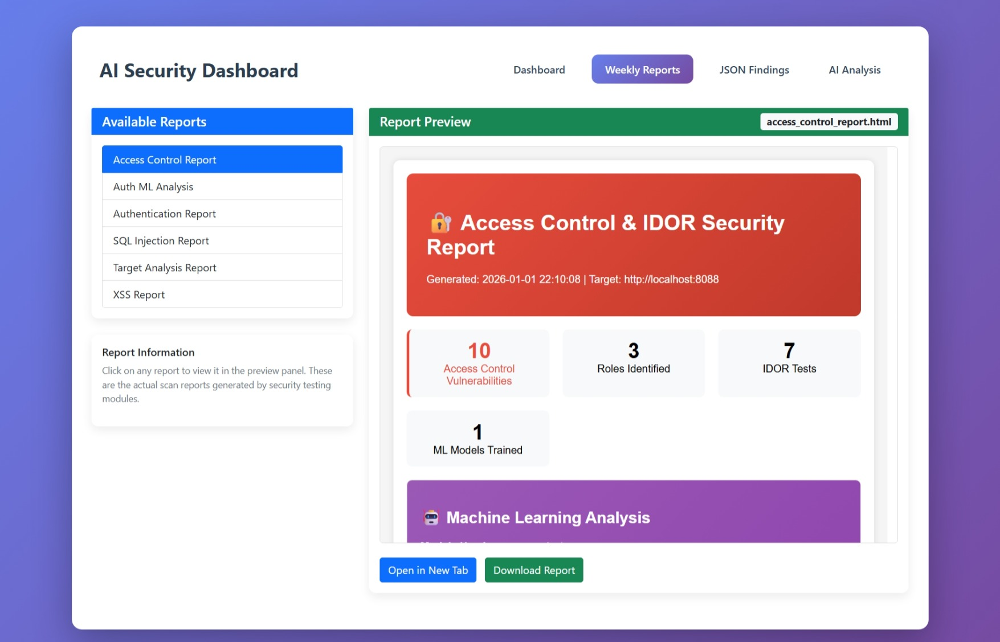 AI Security Dashboard
Dashboard
Weekly Reports
JSON Findings
AI Analysis
Available Reports
Access Control Report
Auth ML Analysis
Authentication Report
SQL Injection Report
Target Analysis Report
XSS Report
Report Information
Click on any report to view it in the preview panel. These
are the actual scan reports generated by security testing
modules.
Report Preview
access_control_report.html
Access Control & IDOR Security
Report
Generated: 2026-01-01 22:10:08 | Target: http://localhost:8088
10
Access Control
Vulnerabilities
3
Roles Identified
7
IDOR Tests
1
ML Models Trained
Machine Learning Analysis
Open in New Tab
Download Report